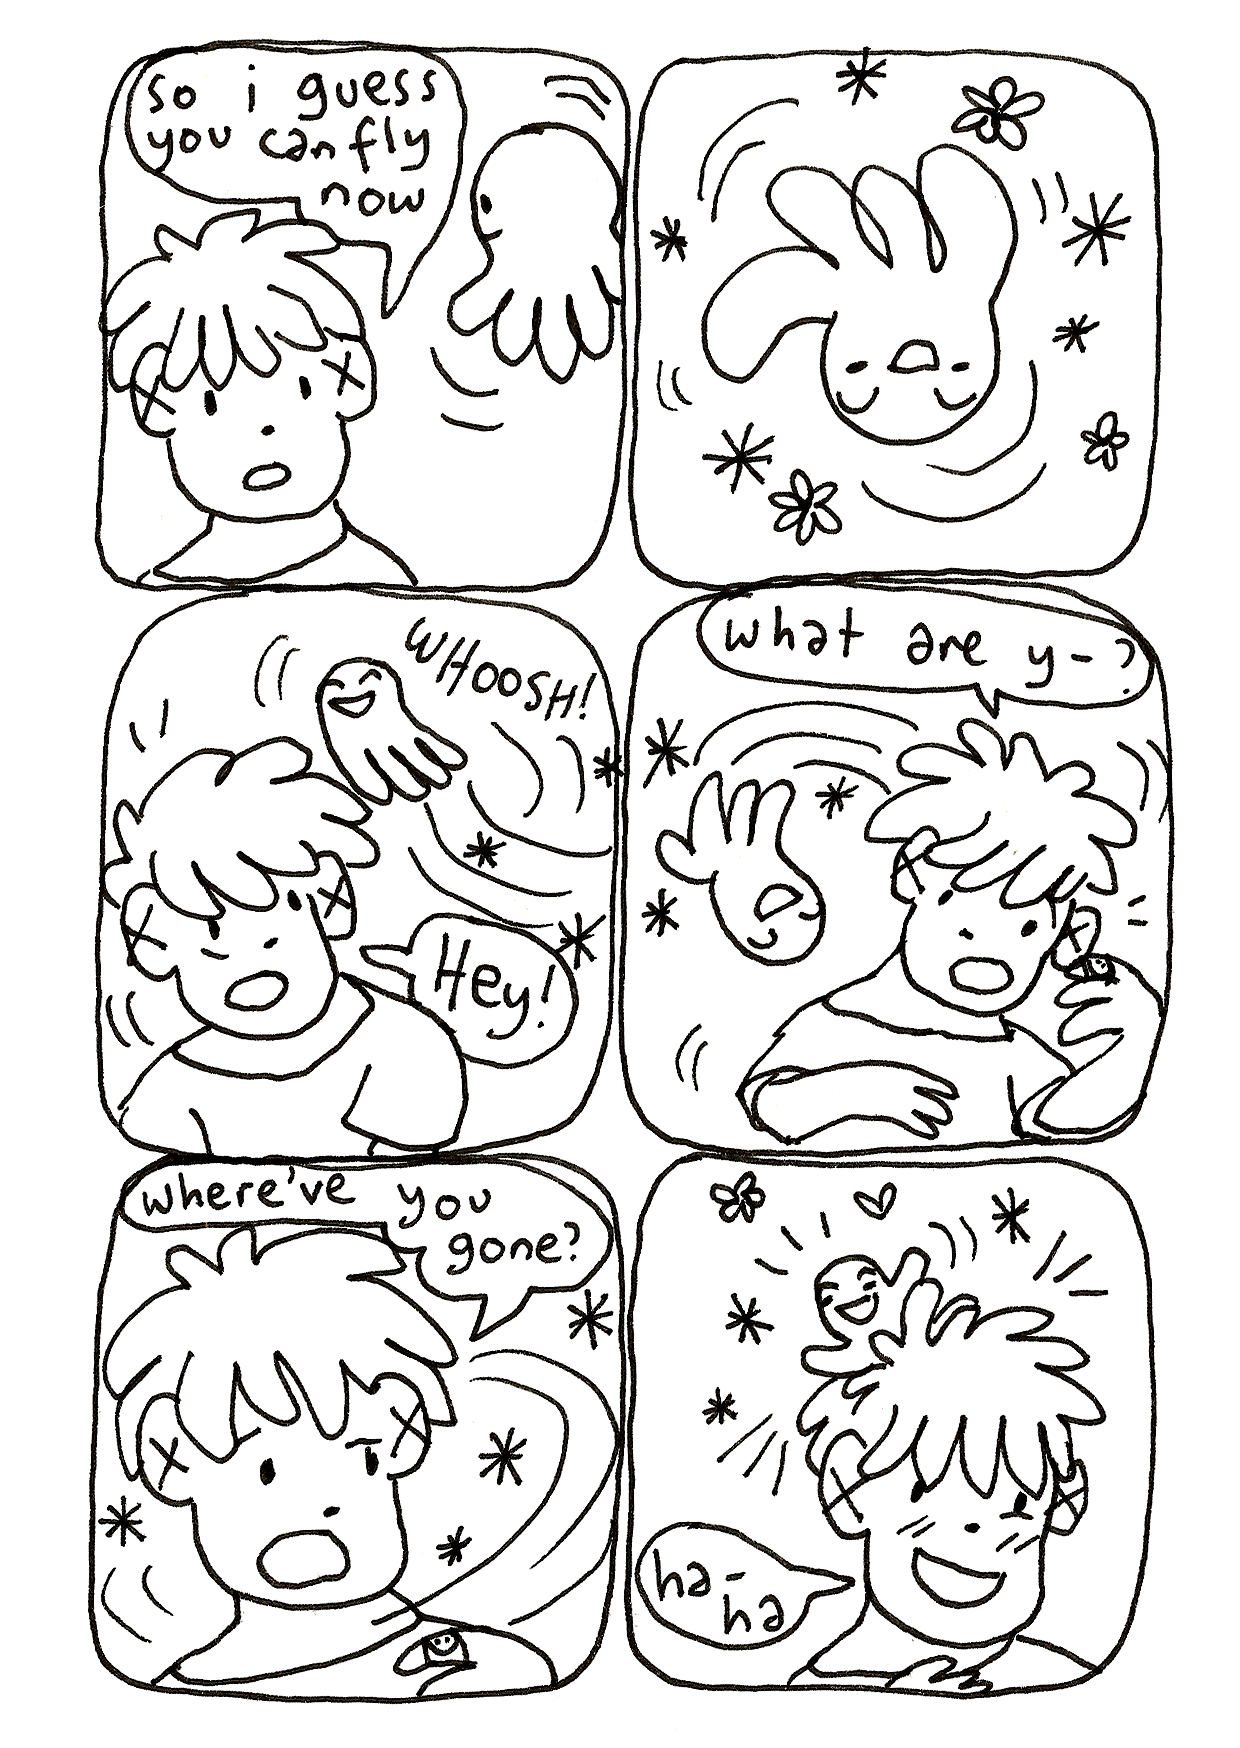 so i guess
you can fly
now
WHOOSH!
Hey!
what are y-?
where've you
gone?
ha-
ha